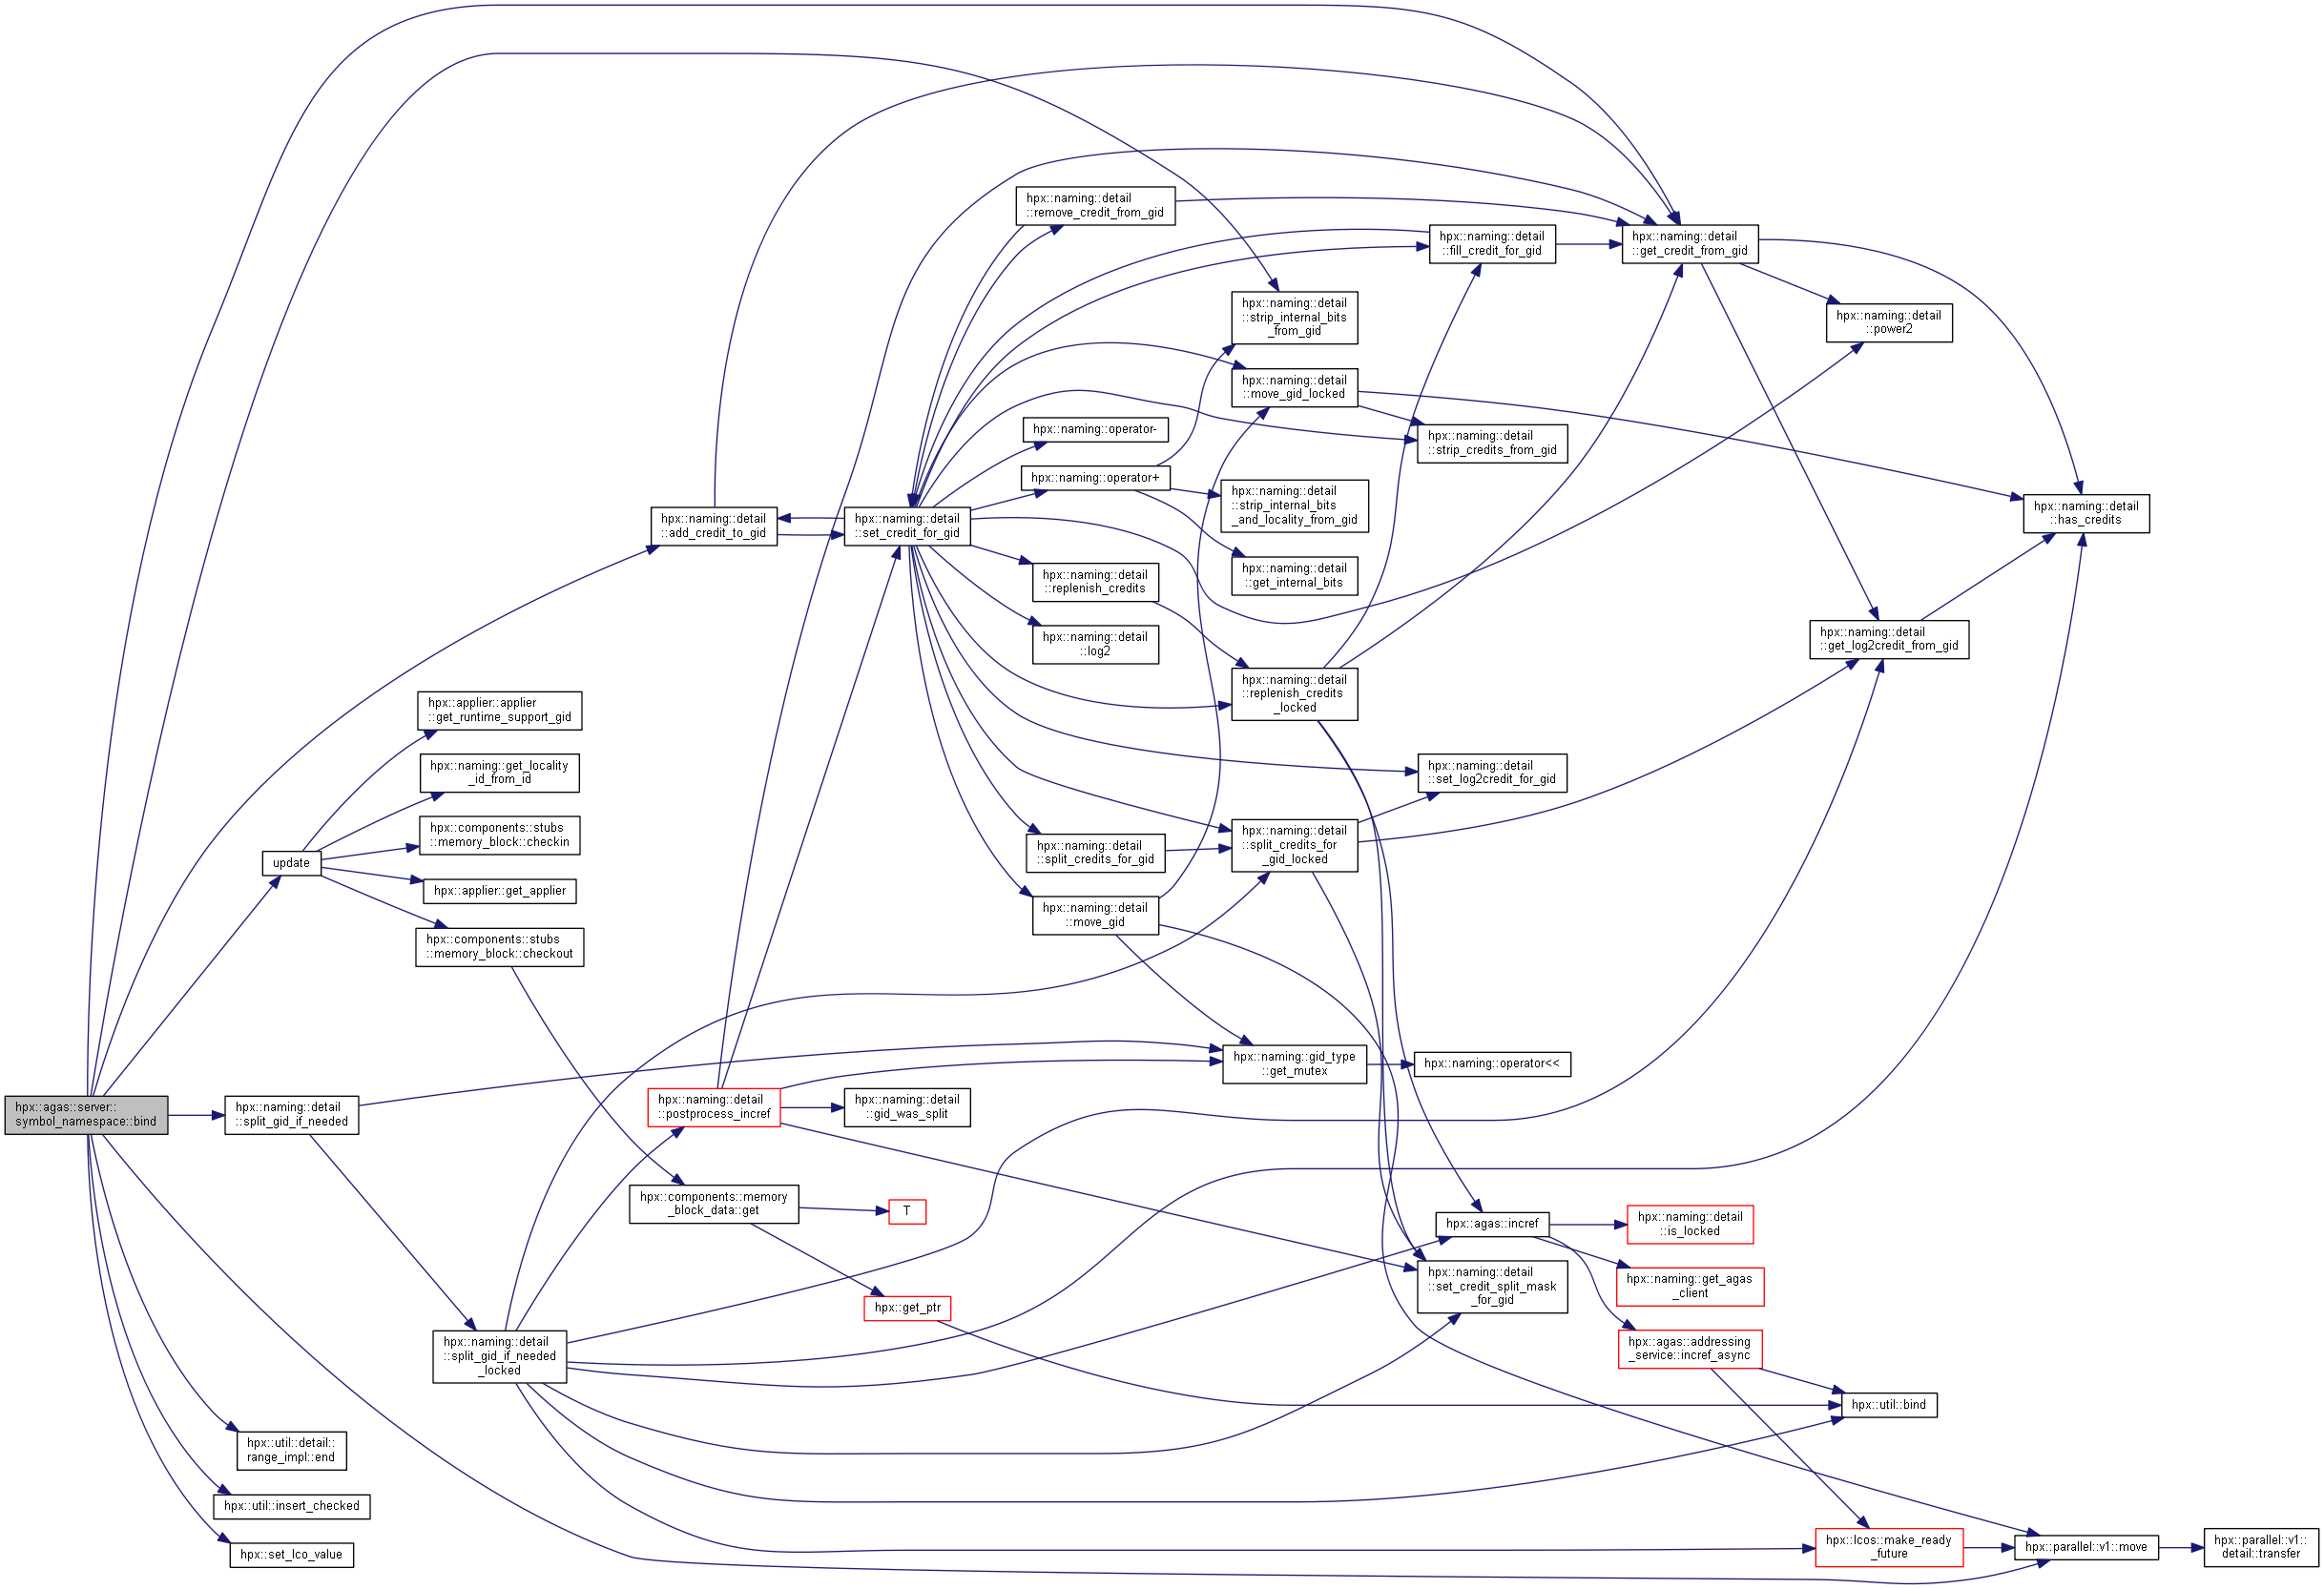 hpx::naming::detail
::remove_credit_from_gid
hpx::naming::detail
::fill_credit_for_gid
hpx::naming::detail
::get_credit_from_gid
hpx::naming::detail
::strip_internal_bits
_from_gid
hpx::naming::detail
::power2
hpx::naming::detail
::move_gid_locked
hpx::naming::operator-
hpx::naming::detail
::strip_credits_from_gid
hpx::naming::operator+
hpx::naming::detail
::strip_internal_bits
_and_locality_from_gid
hpx::naming::detail
::has_credits
hpx::naming::detail
::add_credit_to_gid
hpx::naming::detail
::set_credit_for_gid
hpx::naming::detail
::get_internal_bits
hpx::naming::detail
::replenish_credits
hpx::naming::detail
::log2
hpx::naming::detail
::get_log2credit_from_gid
hpx::naming::detail
::replenish_credits
_locked
hpx::applier::applier
::get_runtime_support_gid
hpx::naming::get_locality
_id_from_id
hpx::naming::detail
::set_log2credit_for_gid
hpx::components::stubs
::memory_block::checkin
hpx::naming::detail
::split_credits_for
_gid_locked
hpx::naming::detail
::split_credits_for_gid
update
hpx::applier::get_applier
hpx::naming::detail
::move_gid
hpx::components::stubs
::memory_block::checkout
hpx::naming::gid_type
::get_mutex
hpx::naming::operator<<
hpx::agas::server::
symbol_namespace::bind
hpx::naming::detail
::split_gid_if_needed
hpx::naming::detail
::postprocess_incref
hpx::naming::detail
::gid_was_split
hpx::components::memory
_block_data::get
T
hpx::agas::incref
hpx::naming::detail
::is_locked
hpx::naming::detail
::set_credit_split_mask
_for_gid
hpx::naming::get_agas
_client
hpx::get_ptr
hpx::naming::detail
::split_gid_if_needed
_locked
hpx::agas::addressing
_service::incref_async
hpx::util::bind
hpx::util::detail::
range_impl::end
hpx::util::insert_checked
hpx::set_lco_value
hpx::lcos::make_ready
_future
hpx::parallel::v1::move
hpx::parallel::v1::
detail::transfer